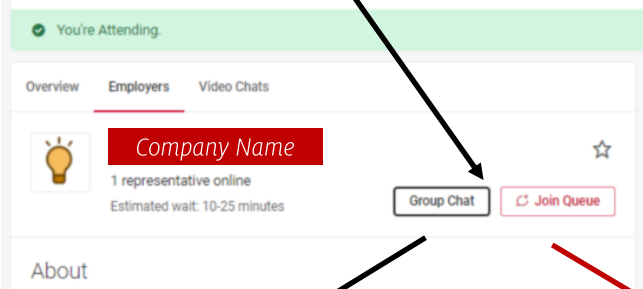 You're Attending.
Overview Employers Video Chats
Company Name
1 representative online
Estimated wait: 10-25 minutes
Group Chat Join Queue
About